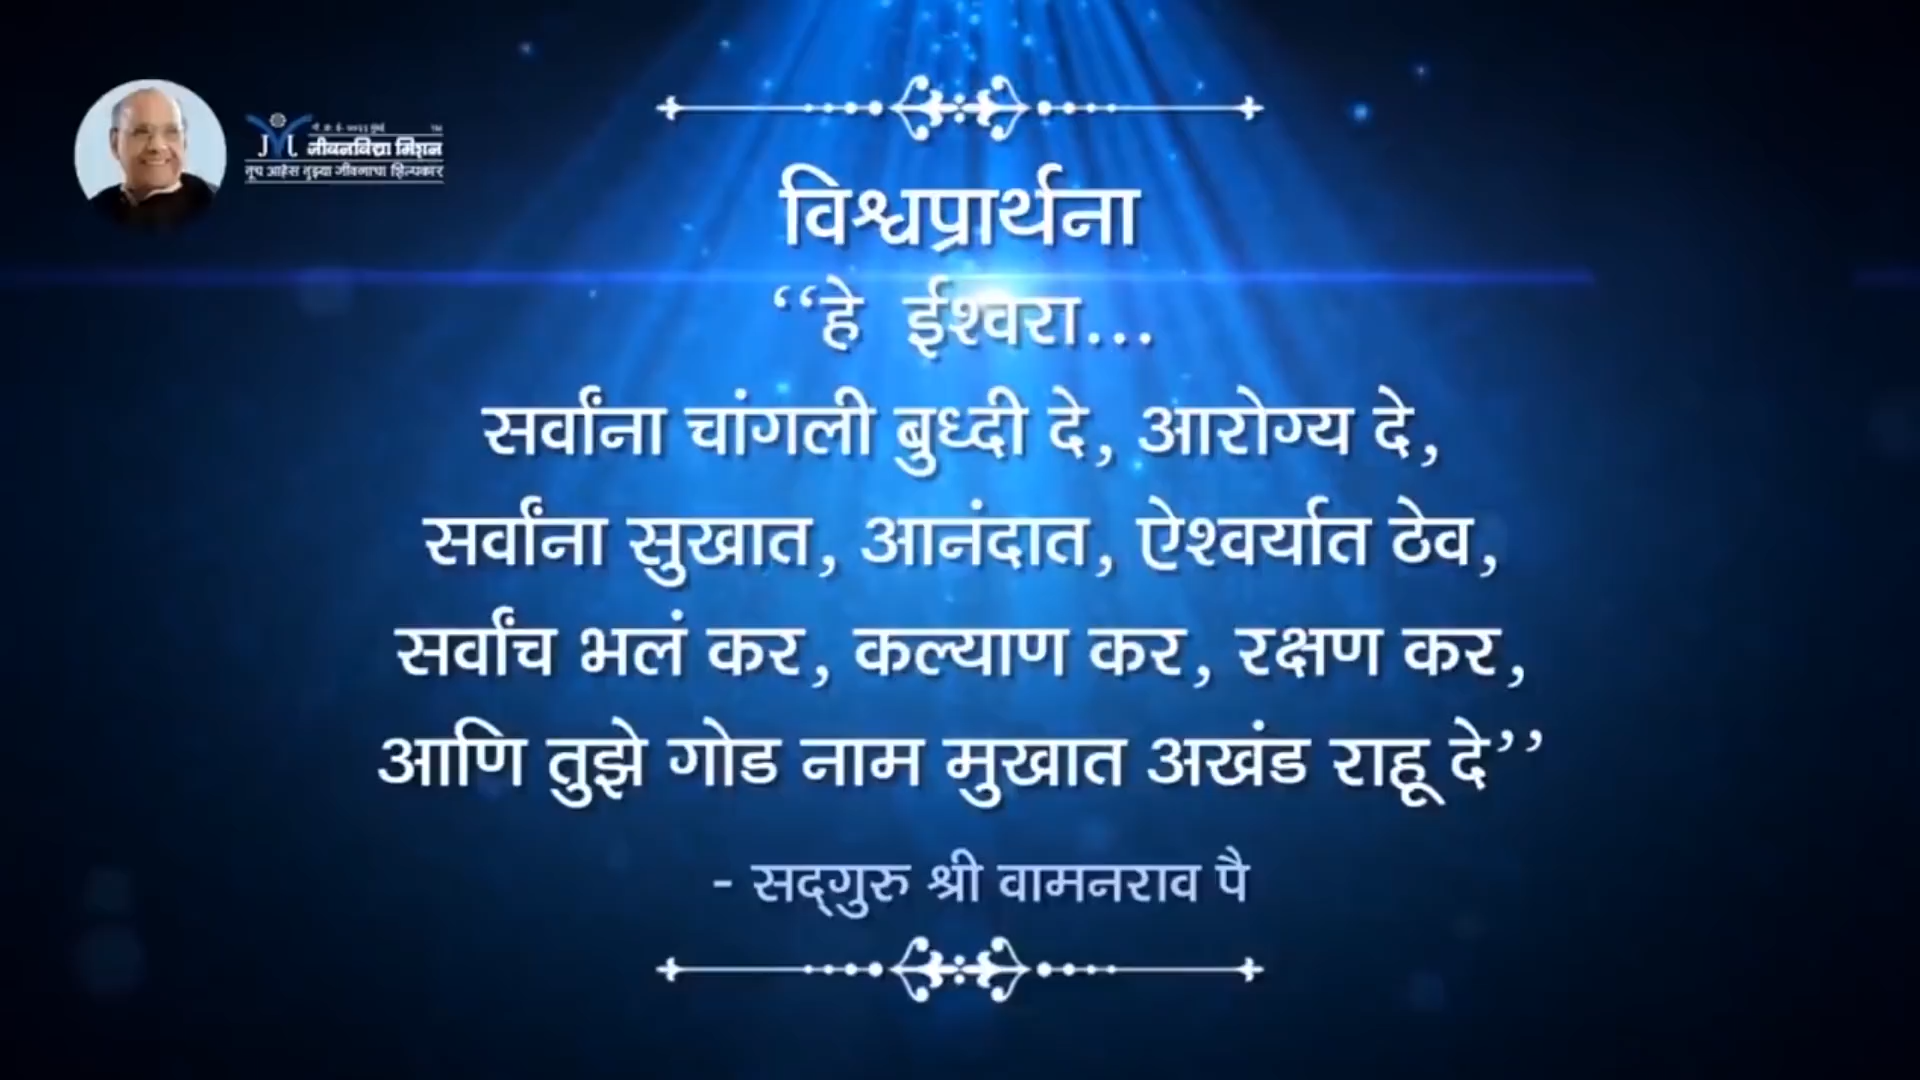 जीवनविद्या मिशन
तूच आहेस तुझ्या जीवनाचा शिल्पकार
विश्वप्रार्थना
“हे ईश्वरा...
सर्वांना चांगली बुध्दी दे, आरोग्य दे,
सर्वांना सुखात, आनंदात, ऐश्वर्यात ठेव,
सर्वांच भलं कर, कल्याण कर, रक्षण कर,
आणि तुझे गोड नाम मुखात अखंड राहू दे”
- सद्‌गुरु श्री वामनराव पै